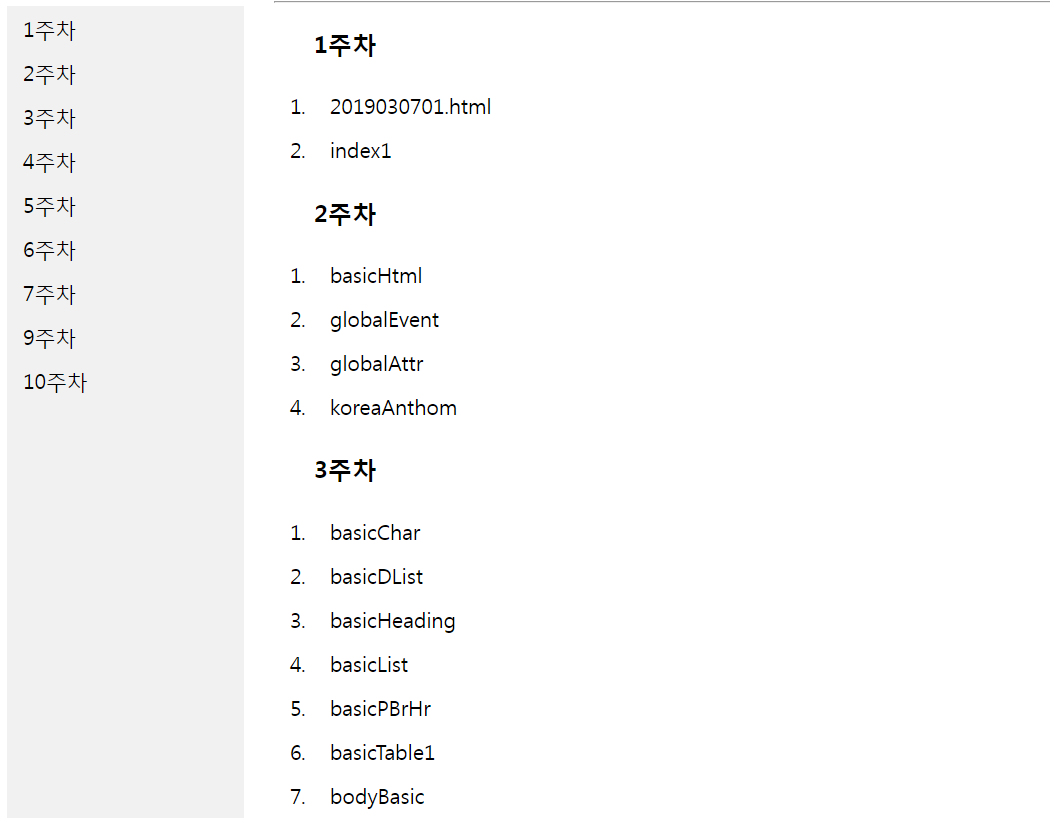 1주차
2주차
3주차
4주차
5주차
6주차
7주차
9주차
10주차
1주차
1. 2019030701.html
2. index1
2주차
1. basicHtml
2. globalEvent
3. globalAttr
4. koreaAnthom
3주차
1. basicChar
2. basicDList
3. basicHeading
4. basicList
5. basicPBrHr
6. basicTable1
7. bodyBasic